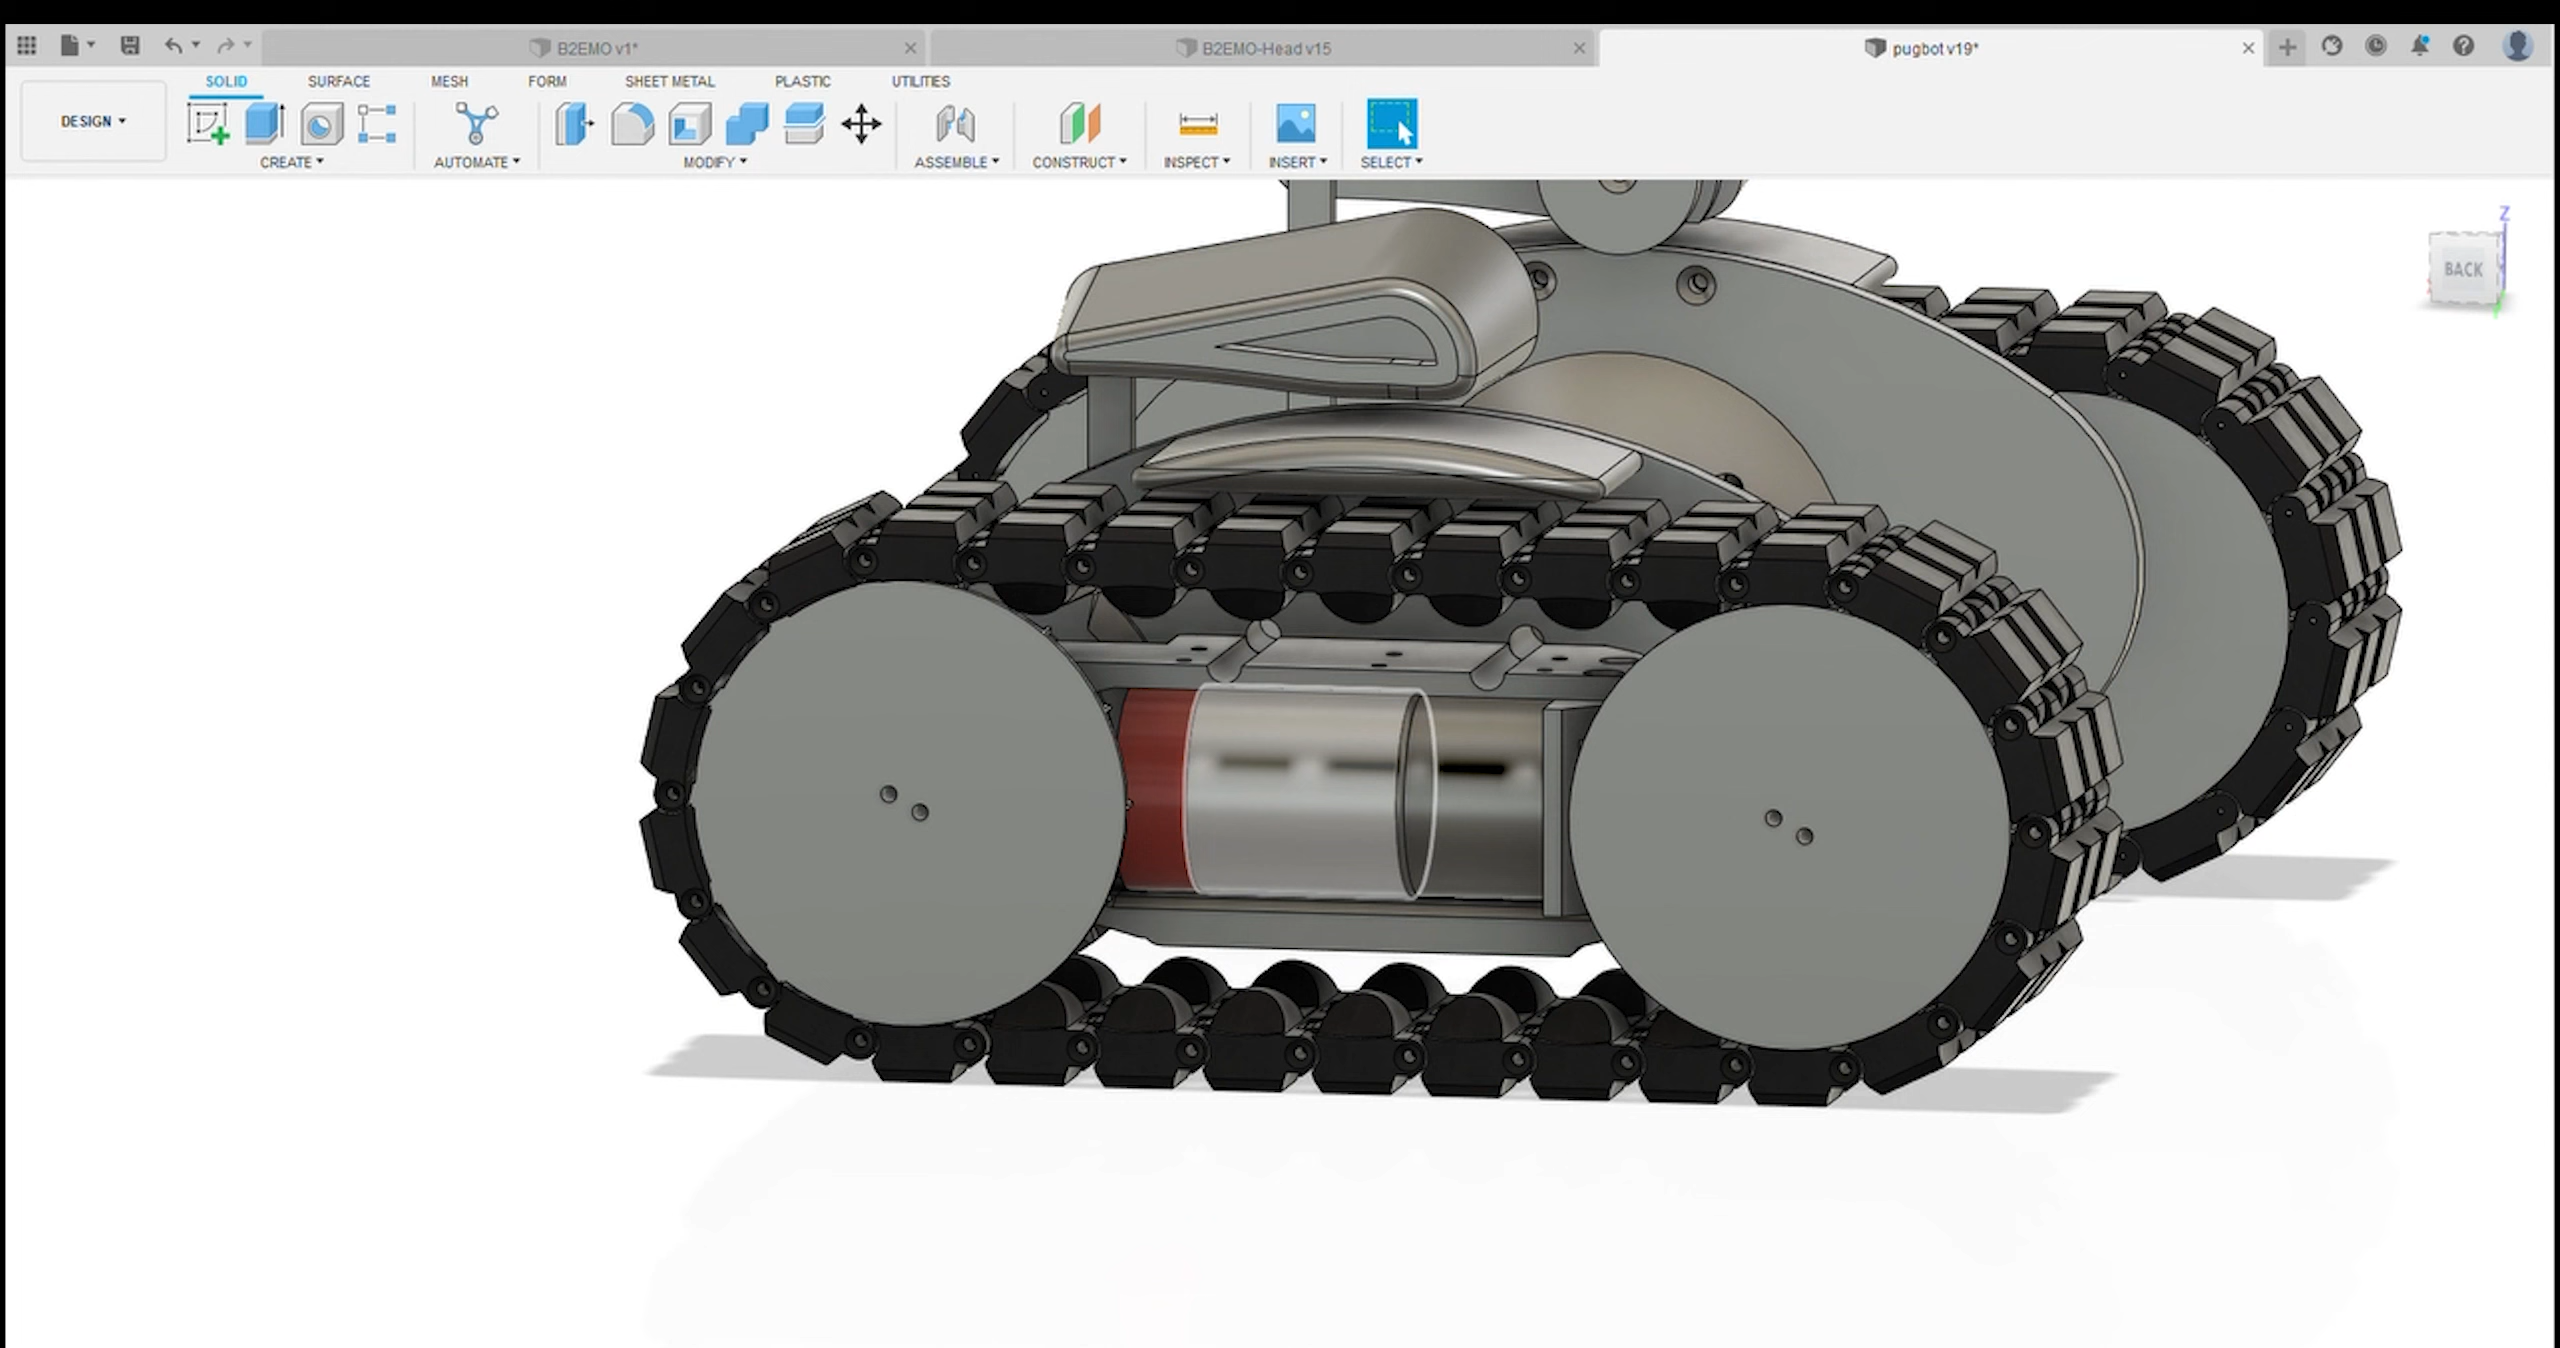 B2EMO v1*
B2EMO-Head v15
pugbot v19*
SOLID SURFACE MESH FORM SHEET METAL PLASTIC UTILITIES
DESIGN
CREATE AUTOMATE MODIFY ASSEMBLE CONSTRUCT INSPECT INSERT SELECT
Z
BACK